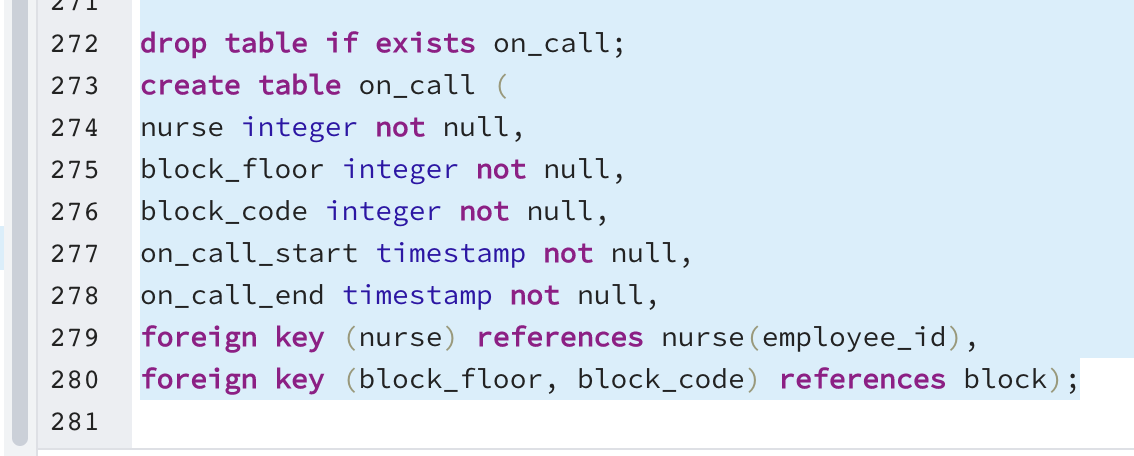 271
272 drop table if exists on_call;
273 create table on_call (
274 nurse integer not null,
275 block_floor integer not null,
276 block_code integer not null,
277 on_call_start timestamp not null,
278 on_call_end timestamp not null,
279 foreign key (nurse) references nurse(employee_id),
280 foreign key (block_floor, block_code) references block);
281